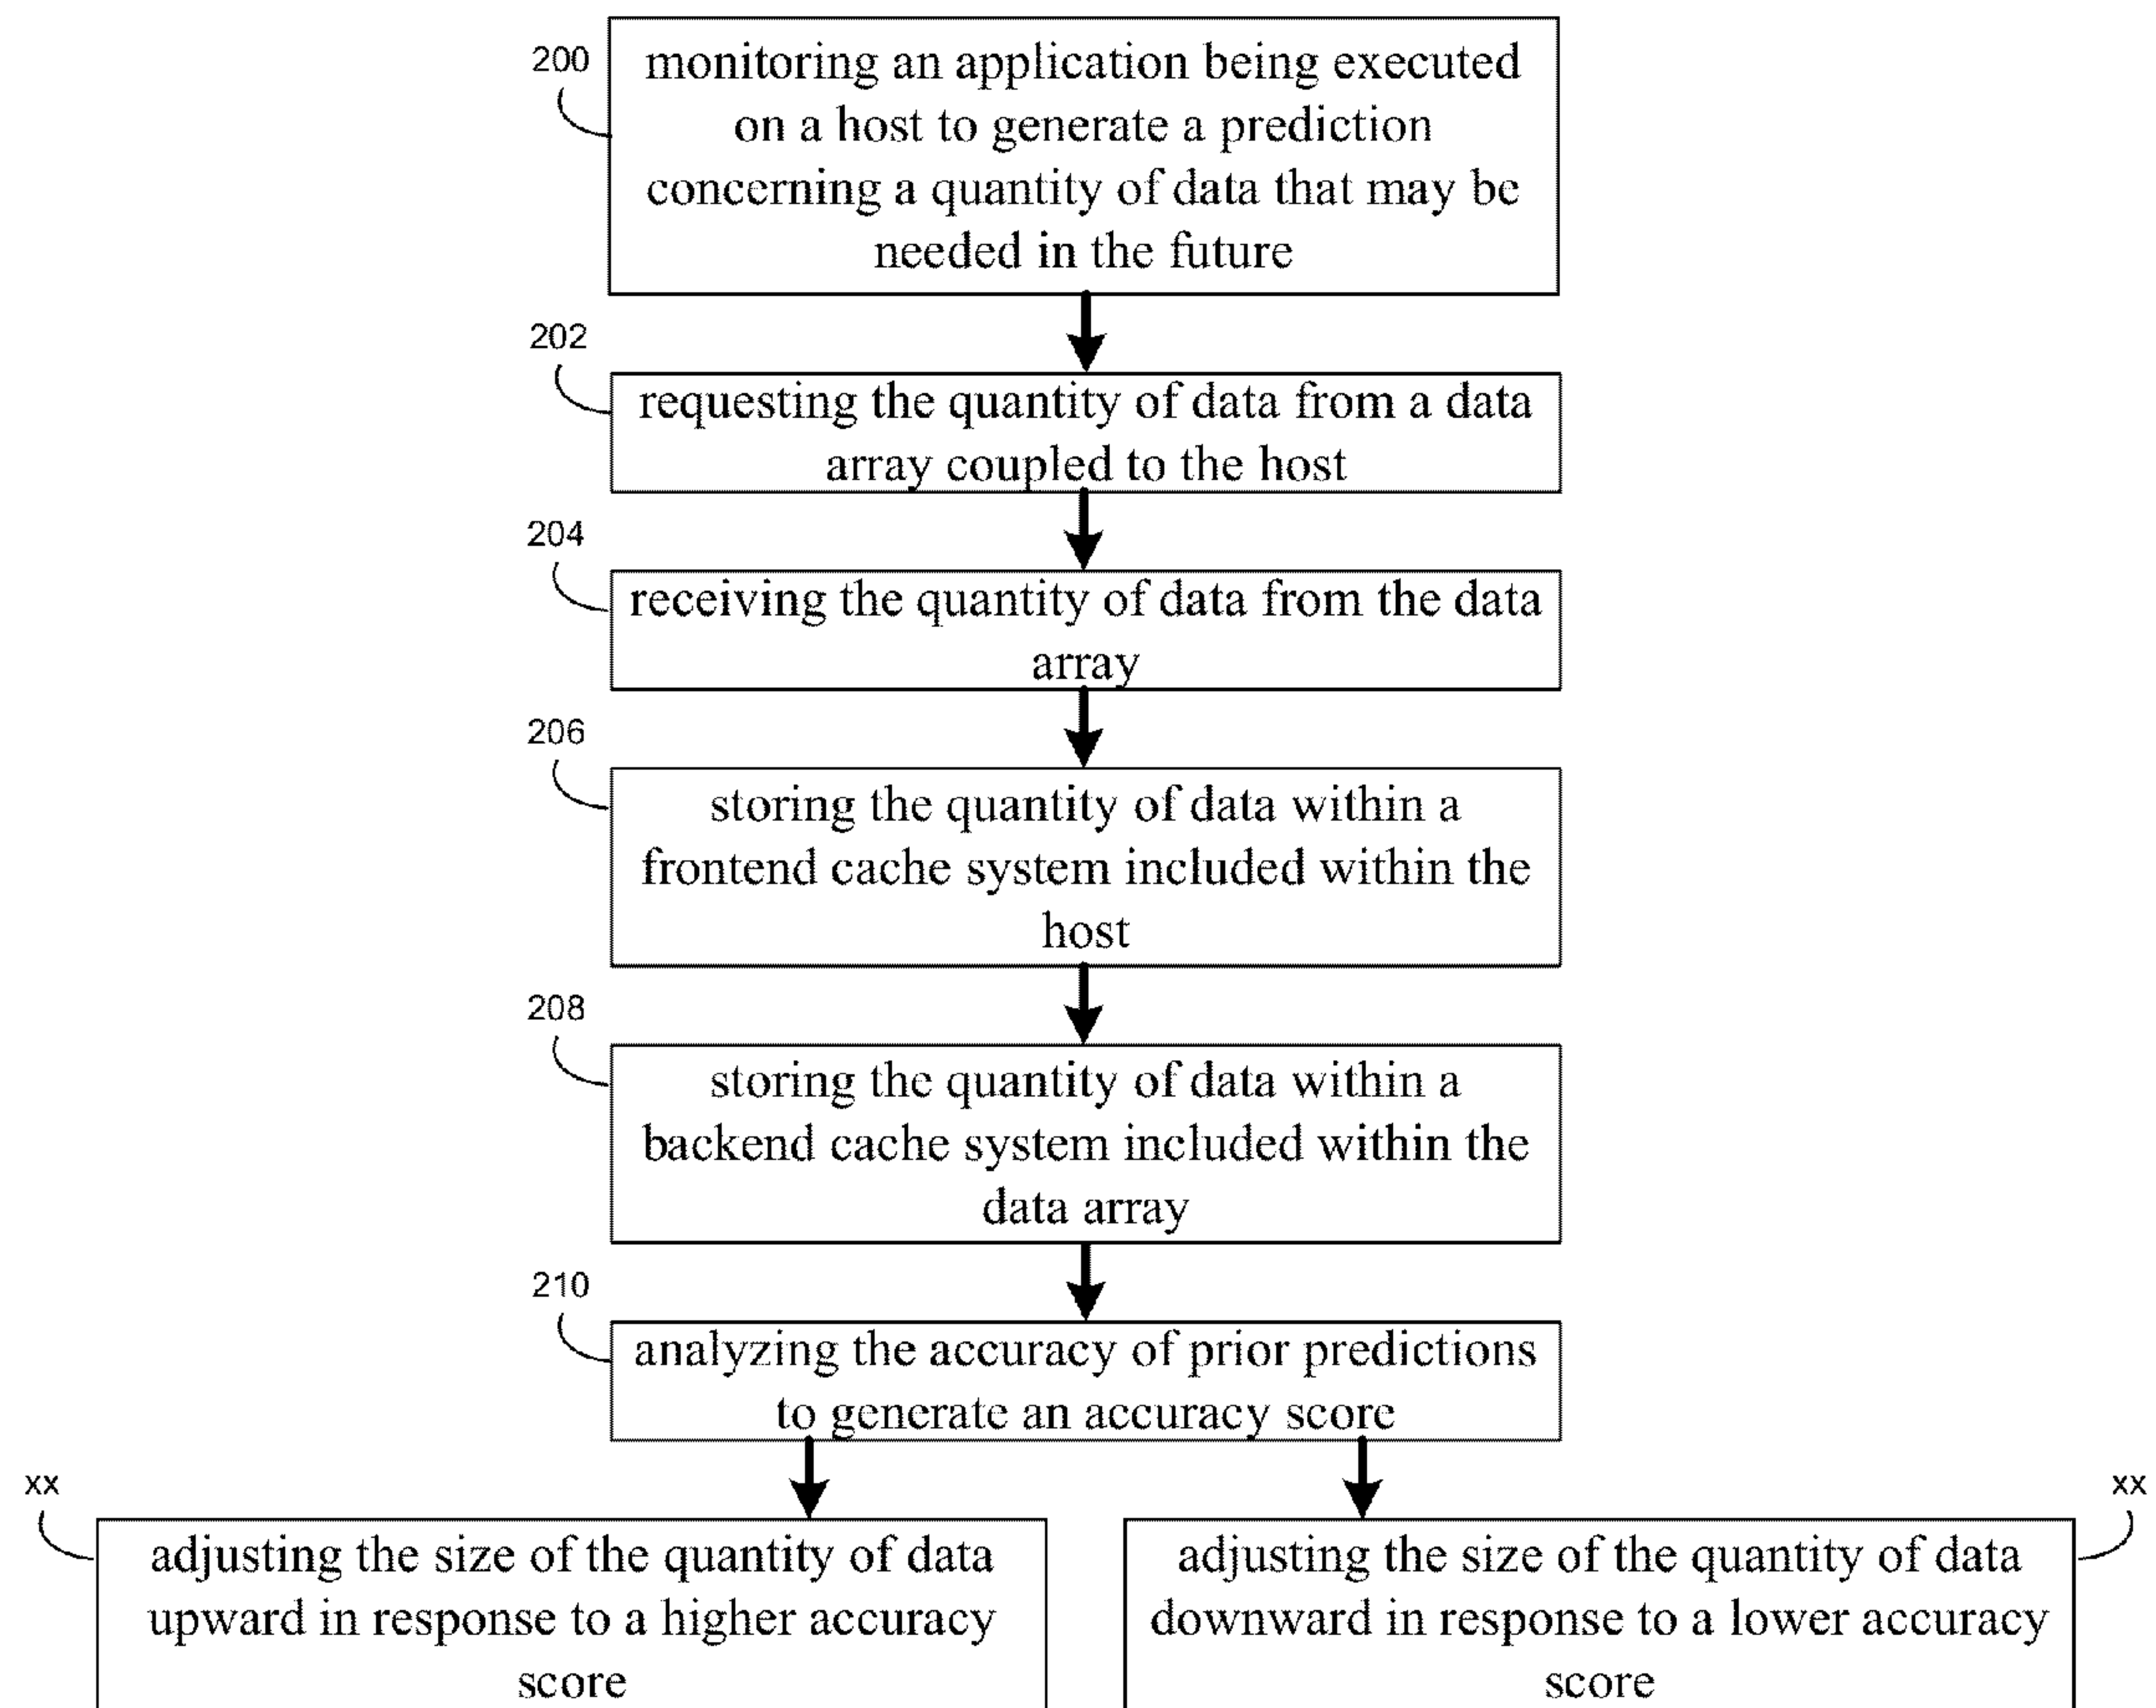 200
monitoring an application being executed
on a host to generate a prediction
concerning a quantity of data that may be
needed in the future
202
requesting the quantity of data from a data
array coupled to the host
204
receiving the quantity of data from the data
array
206
storing the quantity of data within a
frontend cache system included within the
host
208
storing the quantity of data within a
backend cache system included within the
data array
210
analyzing the accuracy of prior predictions
to generate an accuracy score
xx
adjusting the size of the quantity of data
upward in response to a higher accuracy
score
xx
adjusting the size of the quantity of data
downward in response to a lower accuracy
score